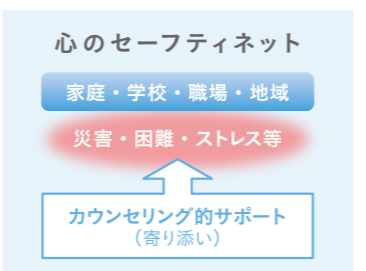 心のセーフティネット
家庭・学校・職場・地域
災害・困難・ストレス等
カウンセリング的サポート
（寄り添い）